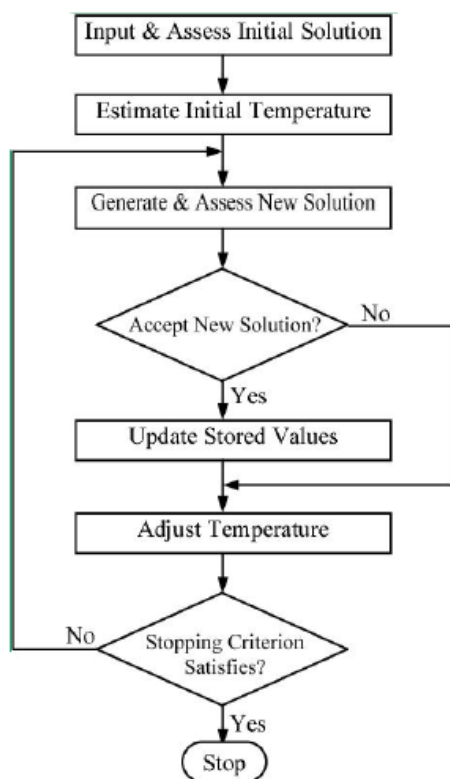 Input & Assess Initial Solution
Estimate Initial Temperature
Generate & Assess New Solution
Accept New Solution?
No
Yes
Update Stored Values
Adjust Temperature
No
Stopping Criterion
Satisfies?
Yes
Stop